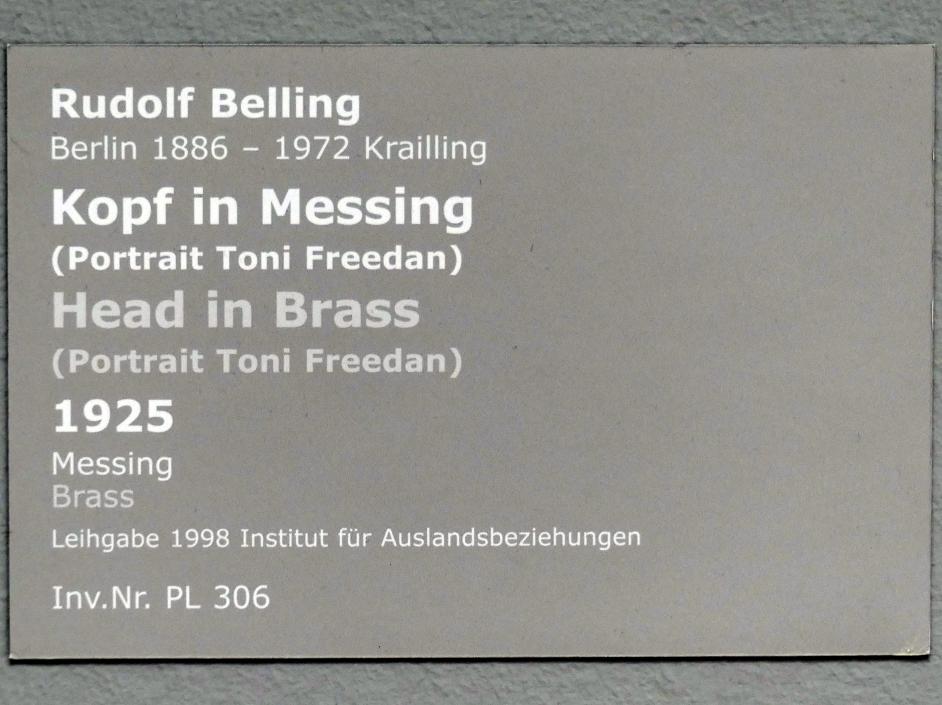 Rudolf Belling
Berlin 1886 – 1972 Krailling
Kopf in Messing
(Portrait Toni Freedan)
Head in Brass
(Portrait Toni Freedan)
1925
Messing
Brass
Leihgabe 1998 Institut für Auslandsbeziehungen
Inv.Nr. PL 306